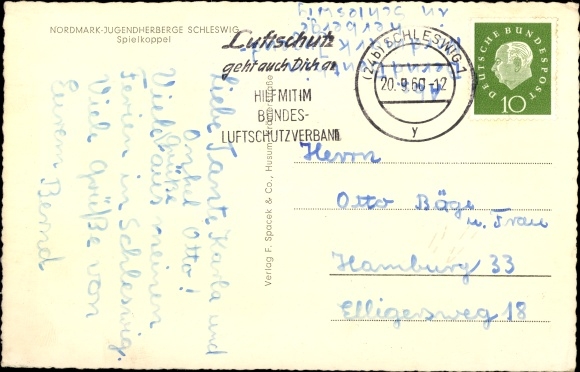 NORDMARK-JUGENDHERBERGE SCHLESWIG
Spielkoppel
Luftschutz
geht auch Dich an
HILF MIT IM
BUNDES-
LUFTSCHUTZVERBAND
(24b) SCHLESWIG 1
20.-9.60.-12
y
DEUTSCHE BUNDESPOST
10
Liebe Tante Karla und
Onkel Otto!
Viele Grüße
aus meinen
Ferien in Schleswig.
Viele grüße von
Eurem Bernd
Verlag F. Spacek & Co., Husum
Herrn
Otto Bäge
u. Frau
Hamburg 33
Elligersweg 18